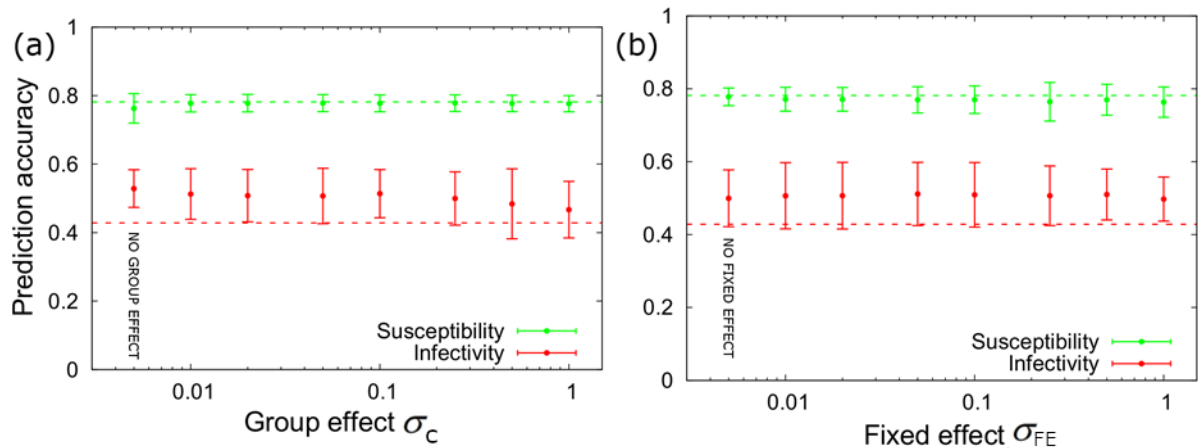 (a)
Prediction accuracy
1
0.8
0.6
0.4
0.2
0
NO GROUP EFFECT
Susceptibility
Infectivity
0.01
0.1
1
Group effect σc
(b)
1
0.8
0.6
0.4
0.2
0
NO FIXED EFFECT
Susceptibility
Infectivity
0.01
0.1
1
Fixed effect σFE